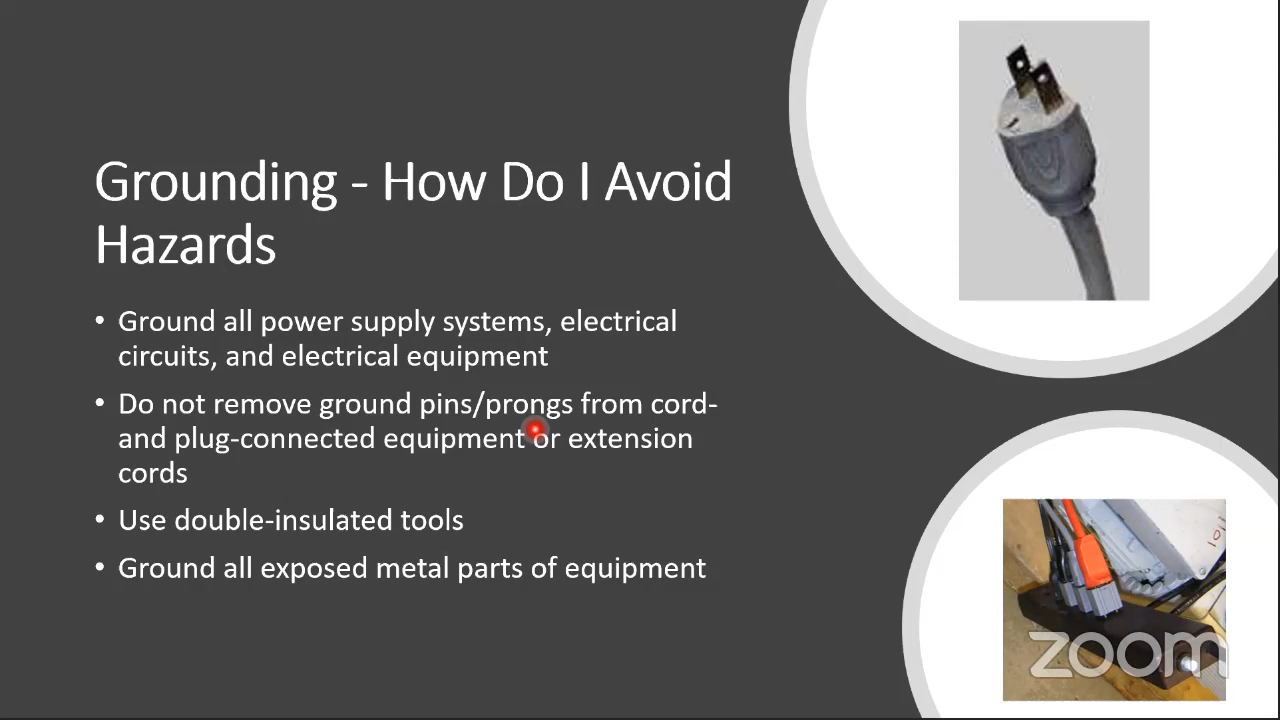 Grounding - How Do I Avoid
Hazards
• Ground all power supply systems, electrical
circuits, and electrical equipment
• Do not remove ground pins/prongs from cord-
and plug-connected equipment or extension
cords
• Use double-insulated tools
• Ground all exposed metal parts of equipment
1101
zoom